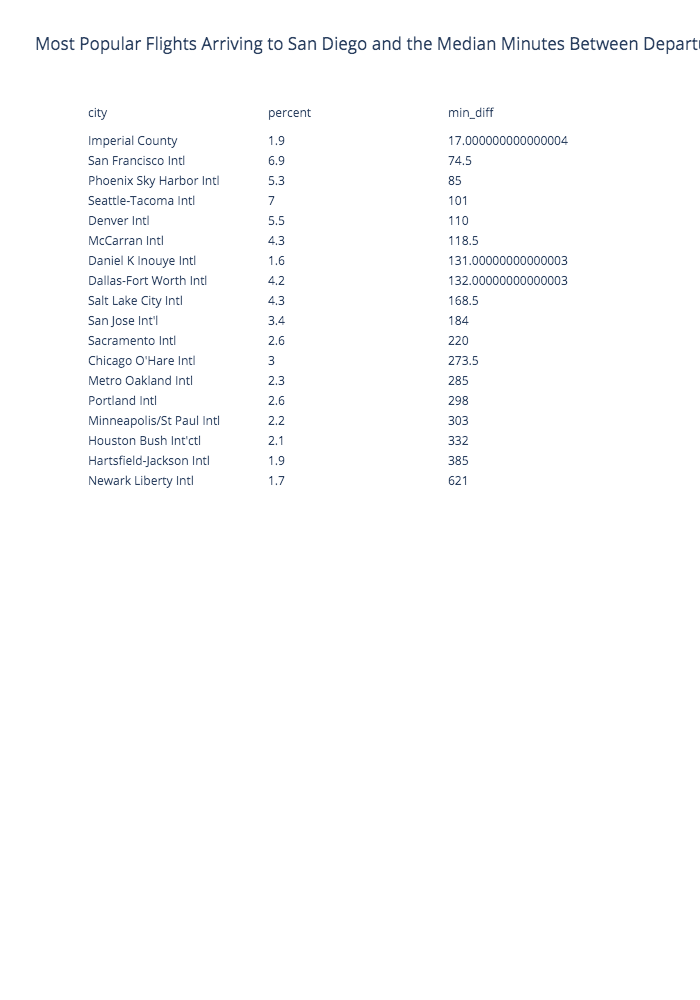 Most Popular Flights Arriving to San Diego and the Median Minutes Between
city percent min_diff
Imperial County 1.9 17.000000000000004
San Francisco Intl 6.9 74.5
Phoenix Sky Harbor Intl 5.3 85
Seattle-Tacoma Intl 7 101
Denver Intl 5.5 110
McCarran Intl 4.3 118.5
Daniel K Inouye Intl 1.6 131.00000000000003
Dallas-Fort Worth Intl 4.2 132.00000000000003
Salt Lake City Intl 4.3 168.5
San Jose Int'l 3.4 184
Sacramento Intl 2.6 220
Chicago O'Hare Intl 3 273.5
Metro Oakland Intl 2.3 285
Portland Intl 2.6 298
Minneapolis/St Paul Intl 2.2 303
Houston Bush Int'ctl 2.1 332
Hartsfield-Jackson Intl 1.9 385
Newark Liberty Intl 1.7 621